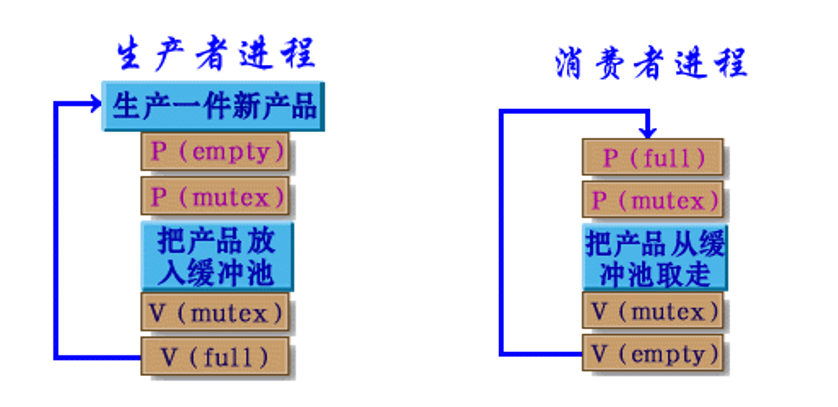 生产者进程
生产一件新产品
P（empty）
P（mutex）
把产品放
入缓冲池
V（mutex）
V（full）
消费者进程
P（full）
P（mutex）
把产品从缓
冲池取走
V（mutex）
V（empty）